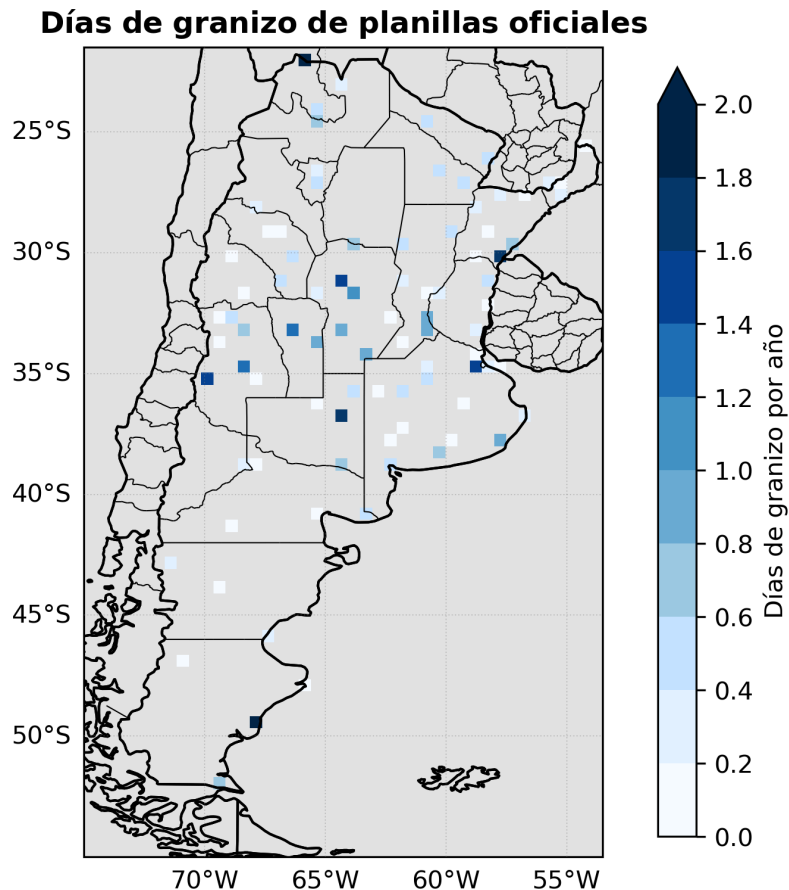 Días de granizo de planillas oficiales
25°S
30°S
35°S
40°S
45°S
50°S
70°W
65°W
60°W
55°W
2.0
1.8
1.6
1.4
1.2
1.0
0.8
0.6
0.4
0.2
0.0
Días de granizo por año